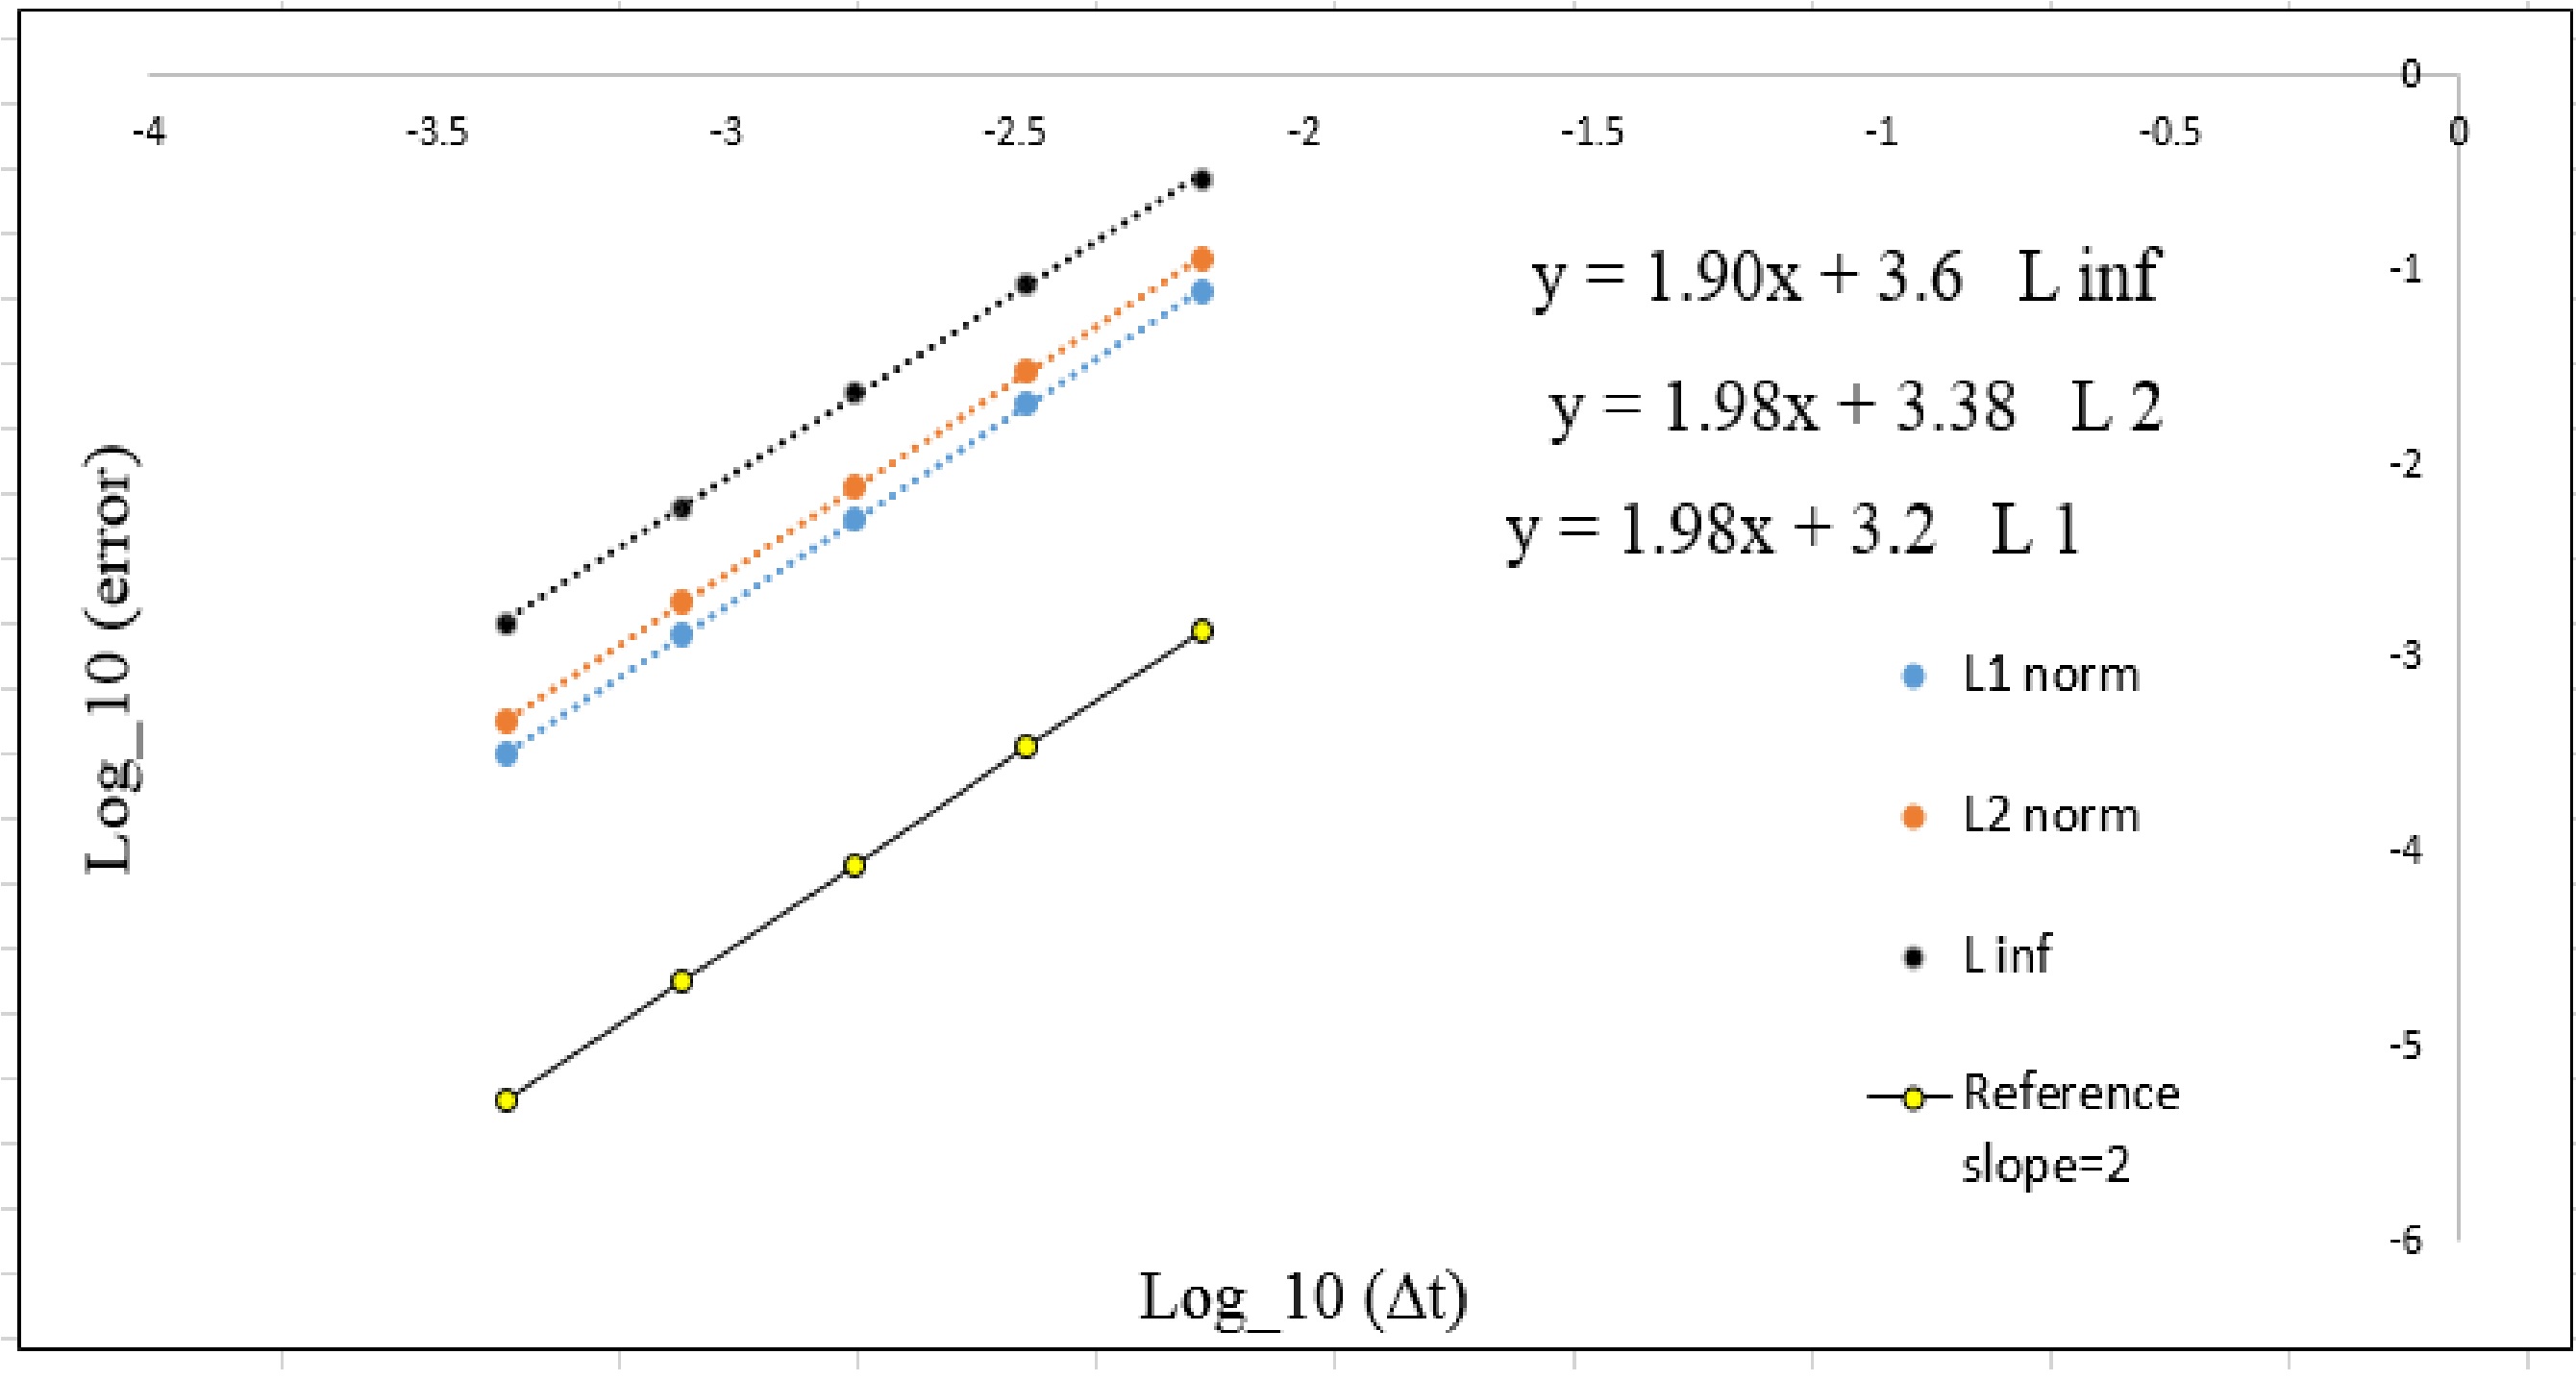 0
-4 -3.5 -3 -2.5 -2 -1.5 -1 -0.5 0
y = 1.90x + 3.6 L inf
-1
y = 1.98x + 3.38 L 2
-2
y = 1.98x + 3.2 L 1
-3
L1 norm
L2 norm
-4
L inf
-5
Reference
slope=2
-6
Log_10 (error)
Log_10 (Δt)